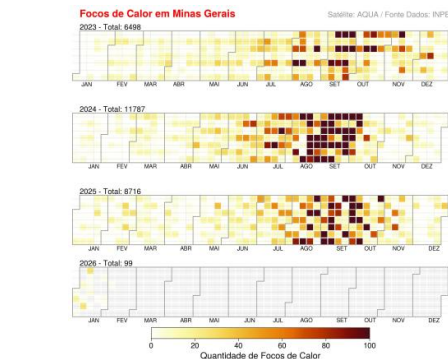 Focos de Calor em Minas Gerais
Satélite: AQUA / Fonte Dados: INPE
2023 - Total: 6498
JAN FEV MAR ABR MAI JUN JUL AGO SET OUT NOV DEZ
2024 - Total: 11787
JAN FEV MAR ABR MAI JUN JUL AGO SET OUT NOV DEZ
2025 - Total: 8716
JAN FEV MAR ABR MAI JUN JUL AGO SET OUT NOV DEZ
2026 - Total: 99
JAN FEV MAR ABR MAI JUN JUL AGO SET OUT NOV DEZ
0 20 40 60 80 100
Quantidade de Focos de Calor